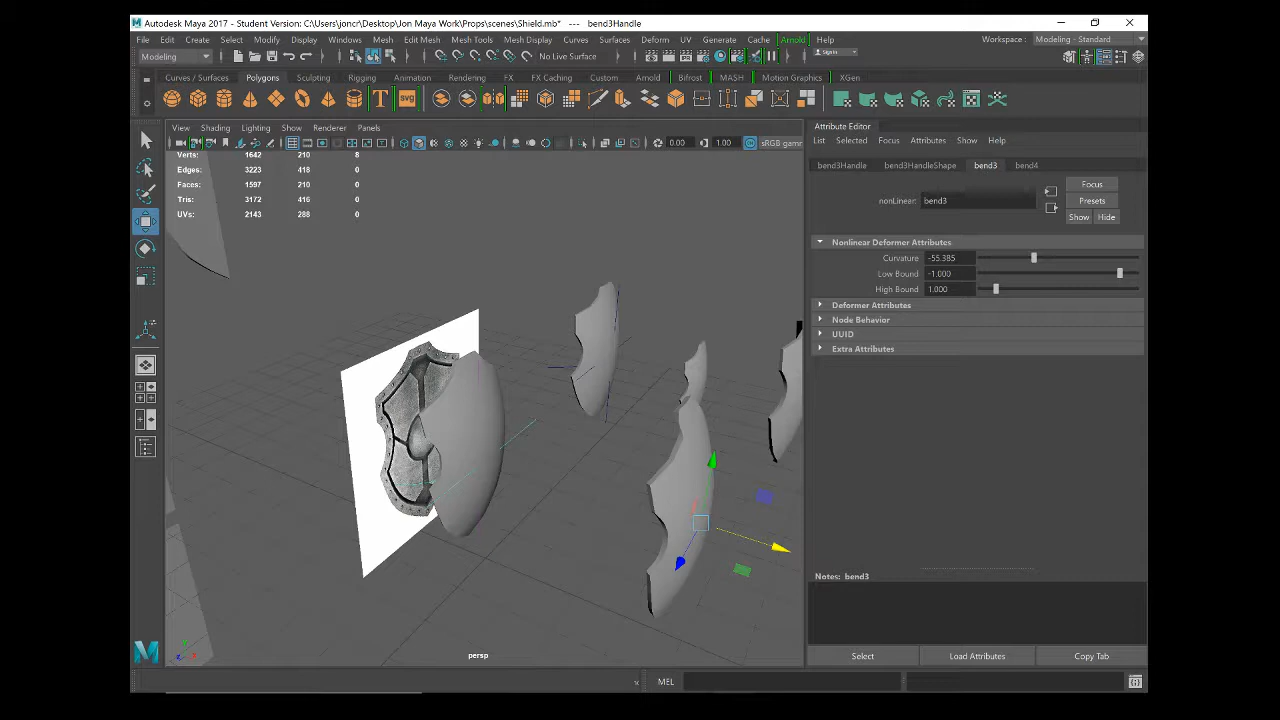 Autodesk Maya 2017 - Student Version: C:\Users\joncr\Desktop\Jon Maya Work\Props\scenes\Shield.mb* --- bend3Handle
File Edit Create Select Modify Display Windows Mesh Edit Mesh Mesh Tools Mesh Display Curves Surfaces Deform UV Generate Cache Arnold Help Workspace : Modeling - Standard
Modeling No Live Surface Sign In
Curves / Surfaces Polygons Sculpting Rigging Animation Rendering FX FX Caching Custom Arnold Bifrost MASH Motion Graphics XGen
T svg
View Shading Lighting Show Renderer Panels
0.00 1.00 sRGB gamm
Verts: 1642 210 8
Edges: 3223 418 0
Faces: 1597 210 0
Tris: 3172 416 0
UVs: 2143 288 0
persp
Attribute Editor
List Selected Focus Attributes Show Help
bend3Handle bend3HandleShape bend3 bend4
Focus
nonLinear: bend3 Presets
Show Hide
Nonlinear Deformer Attributes
Curvature -55.385
Low Bound -1.000
High Bound 1.000
Deformer Attributes
Node Behavior
UUID
Extra Attributes
Notes: bend3
Select Load Attributes Copy Tab
MEL